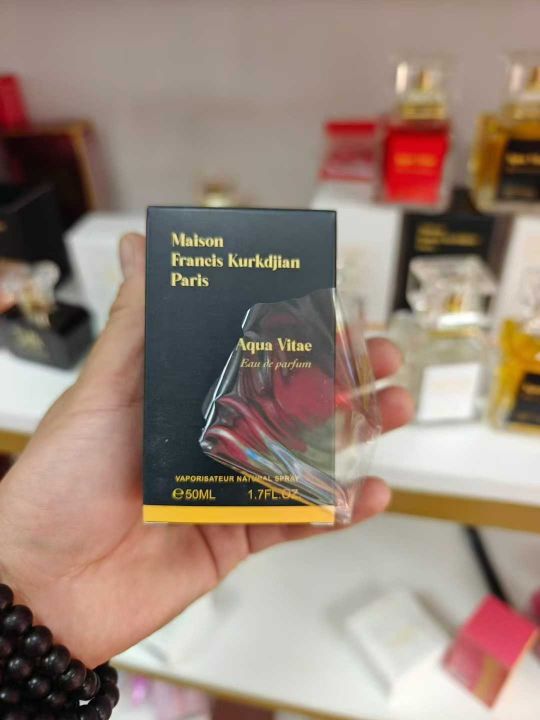 Maison
Francis Kurkdjian
Paris
Aqua Vitae
Eau de parfum
VAPORISATEUR NATURAL SPRAY
℮50ML 1.7FL.OZ